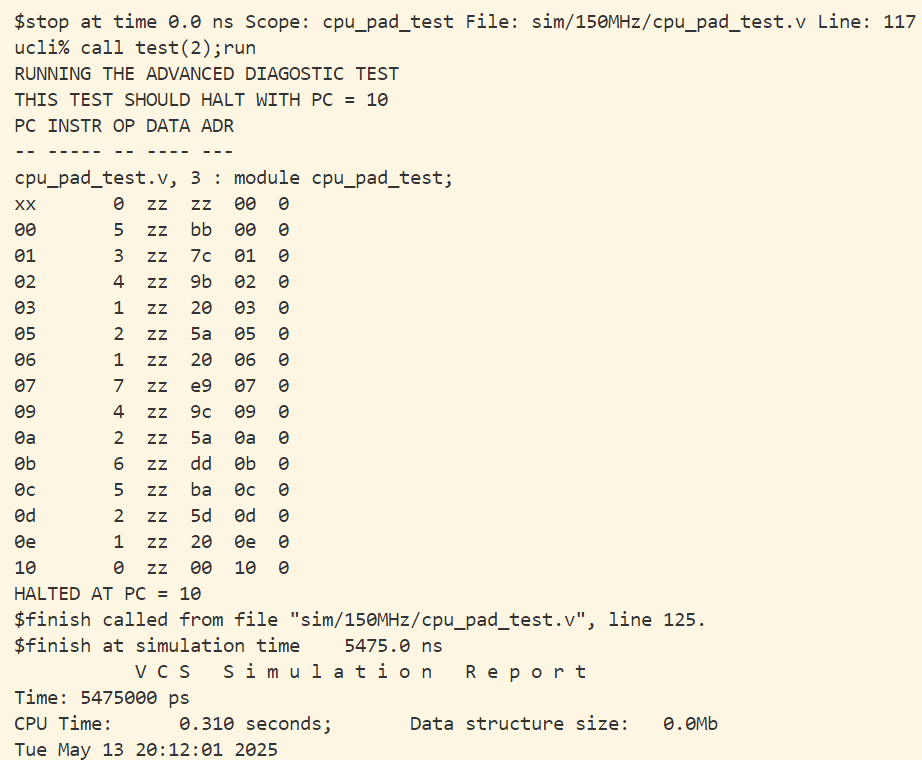 $stop at time 0.0 ns Scope: cpu_pad_test File: sim/150MHz/cpu_pad_test.v Line: 117
ucli% call test(2);run
RUNNING THE ADVANCED DIAGOSTIC TEST
THIS TEST SHOULD HALT WITH PC = 10
PC INSTR OP DATA ADR
-- ----- -- ---- ---
cpu_pad_test.v, 3 : module cpu_pad_test;
xx       0  zz  zz  00  0
00       5  zz  bb  00  0
01       3  zz  7c  01  0
02       4  zz  9b  02  0
03       1  zz  20  03  0
05       2  zz  5a  05  0
06       1  zz  20  06  0
07       7  zz  e9  07  0
09       4  zz  9c  09  0
0a       2  zz  5a  0a  0
0b       6  zz  dd  0b  0
0c       5  zz  ba  0c  0
0d       2  zz  5d  0d  0
0e       1  zz  20  0e  0
10       0  zz  00  10  0
HALTED AT PC = 10
$finish called from file "sim/150MHz/cpu_pad_test.v", line 125.
$finish at simulation time    5475.0 ns
           V C S   S i m u l a t i o n   R e p o r t
Time: 5475000 ps
CPU Time:      0.310 seconds;       Data structure size:   0.0Mb
Tue May 13 20:12:01 2025